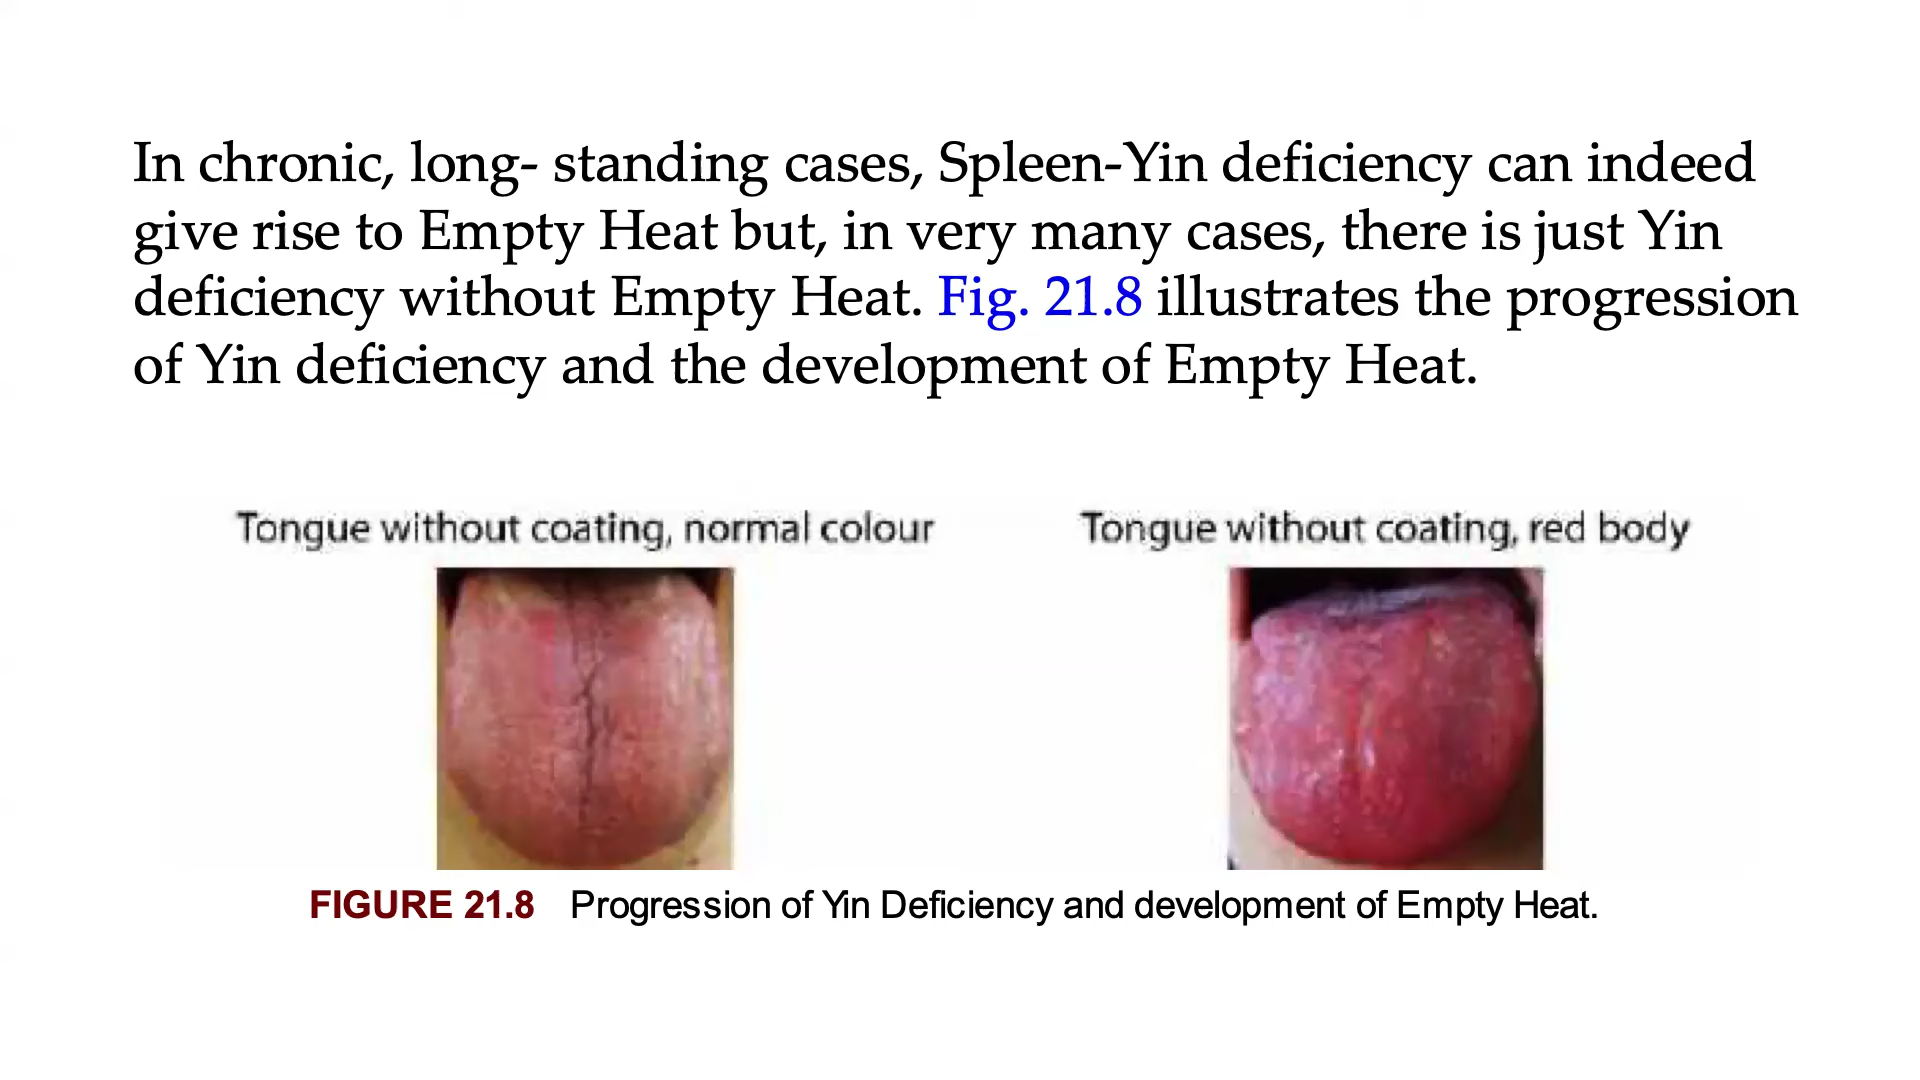 In chronic, long- standing cases, Spleen-Yin deficiency can indeed
give rise to Empty Heat but, in very many cases, there is just Yin
deficiency without Empty Heat. Fig. 21.8 illustrates the progression
of Yin deficiency and the development of Empty Heat.
Tongue without coating, normal colour
Tongue without coating, red body
FIGURE 21.8 Progression of Yin Deficiency and development of Empty Heat.